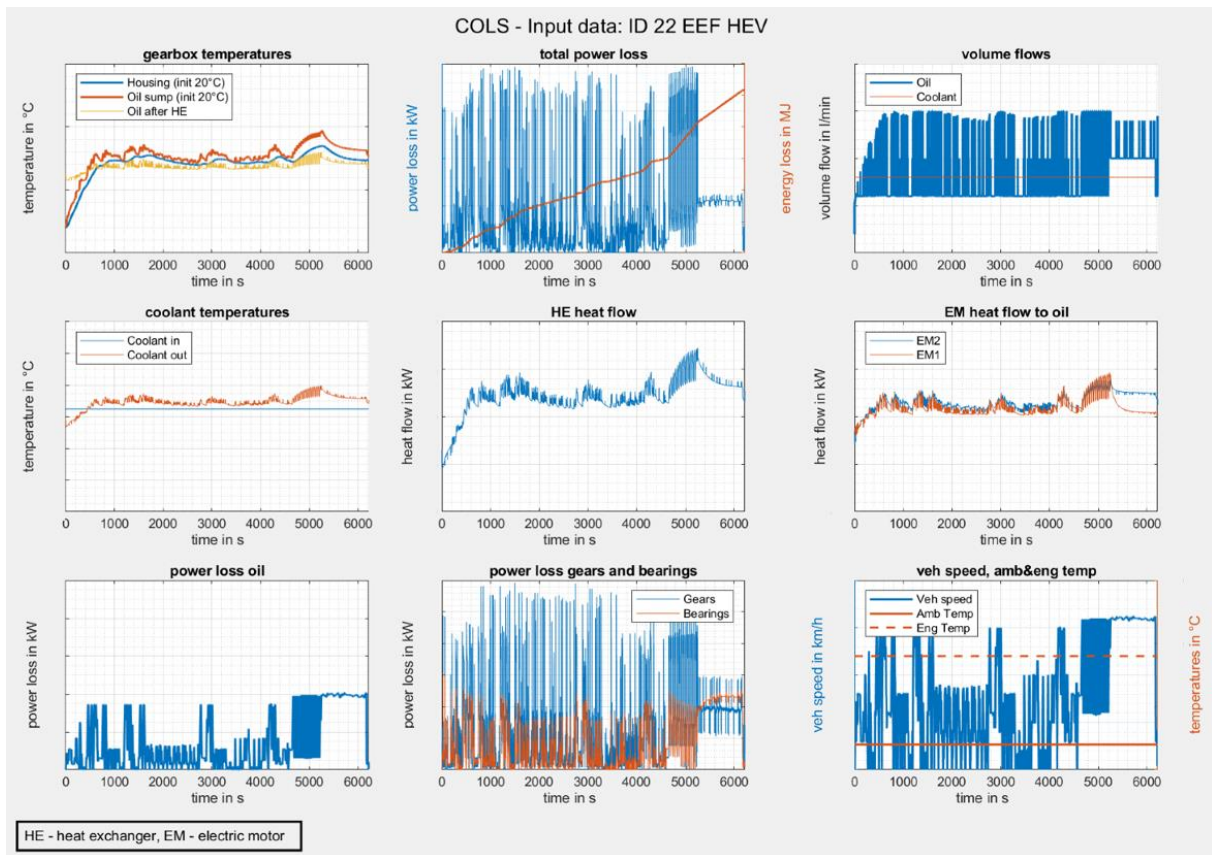 COLS - Input data: ID 22 EEF HEV
gearbox temperatures
Housing (init 20°C)
Oil sump (init 20°C)
Oil after HE
temperature in °C
0 1000 2000 3000 4000 5000 6000
time in s
total power loss
power loss in kW
energy loss in MJ
0 1000 2000 3000 4000 5000 6000
time in s
volume flows
Oil
Coolant
volume flow in l/min
0 1000 2000 3000 4000 5000 6000
time in s
coolant temperatures
Coolant in
Coolant out
temperature in °C
0 1000 2000 3000 4000 5000 6000
time in s
HE heat flow
heat flow in kW
0 1000 2000 3000 4000 5000 6000
time in s
EM heat flow to oil
EM2
EM1
heat flow in kW
0 1000 2000 3000 4000 5000 6000
time in s
power loss oil
power loss in kW
0 1000 2000 3000 4000 5000 6000
time in s
power loss gears and bearings
Gears
Bearings
power loss in kW
0 1000 2000 3000 4000 5000 6000
time in s
veh speed, amb&eng temp
Veh speed
Amb Temp
Eng Temp
veh speed in km/h
temperatures in °C
0 1000 2000 3000 4000 5000 6000
time in s
HE - heat exchanger, EM - electric motor